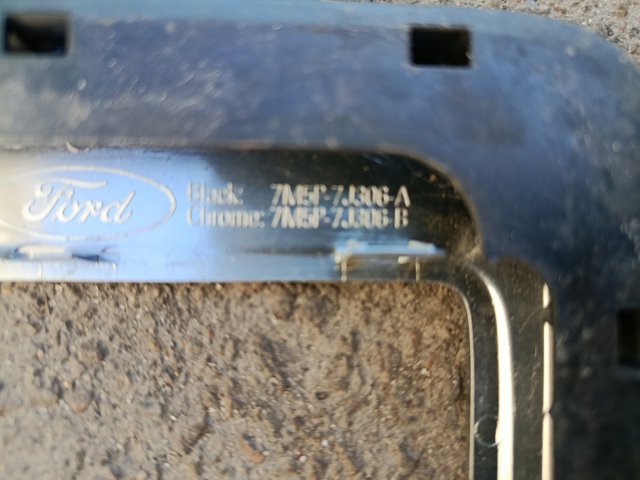 Ford
Black: 7M5P-7J306-A
Chrome: 7M5P-7J306-B